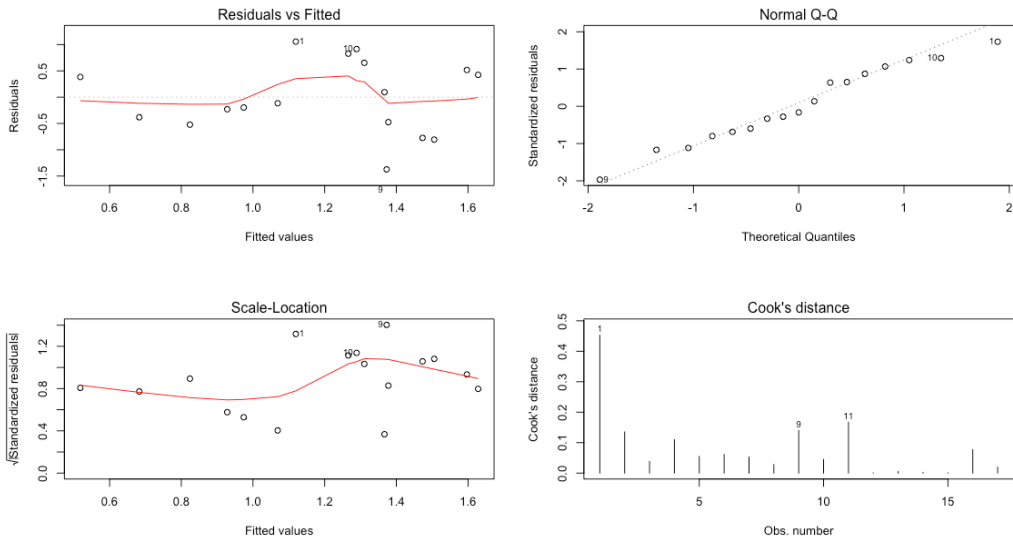 Residuals vs Fitted
Residuals
0.5
-0.5
-1.5
1
10
9
0.6 0.8 1.0 1.2 1.4 1.6
Fitted values
Normal Q-Q
Standardized residuals
2
1
0
-1
-2
9
10
1
-2 -1 0 1 2
Theoretical Quantiles
Scale-Location
√|Standardized residuals|
1.2
0.8
0.4
0.0
1
10
9
0.6 0.8 1.0 1.2 1.4 1.6
Fitted values
Cook's distance
Cook's distance
0.5
0.4
0.3
0.2
0.1
0.0
1
9
11
5 10 15
Obs. number